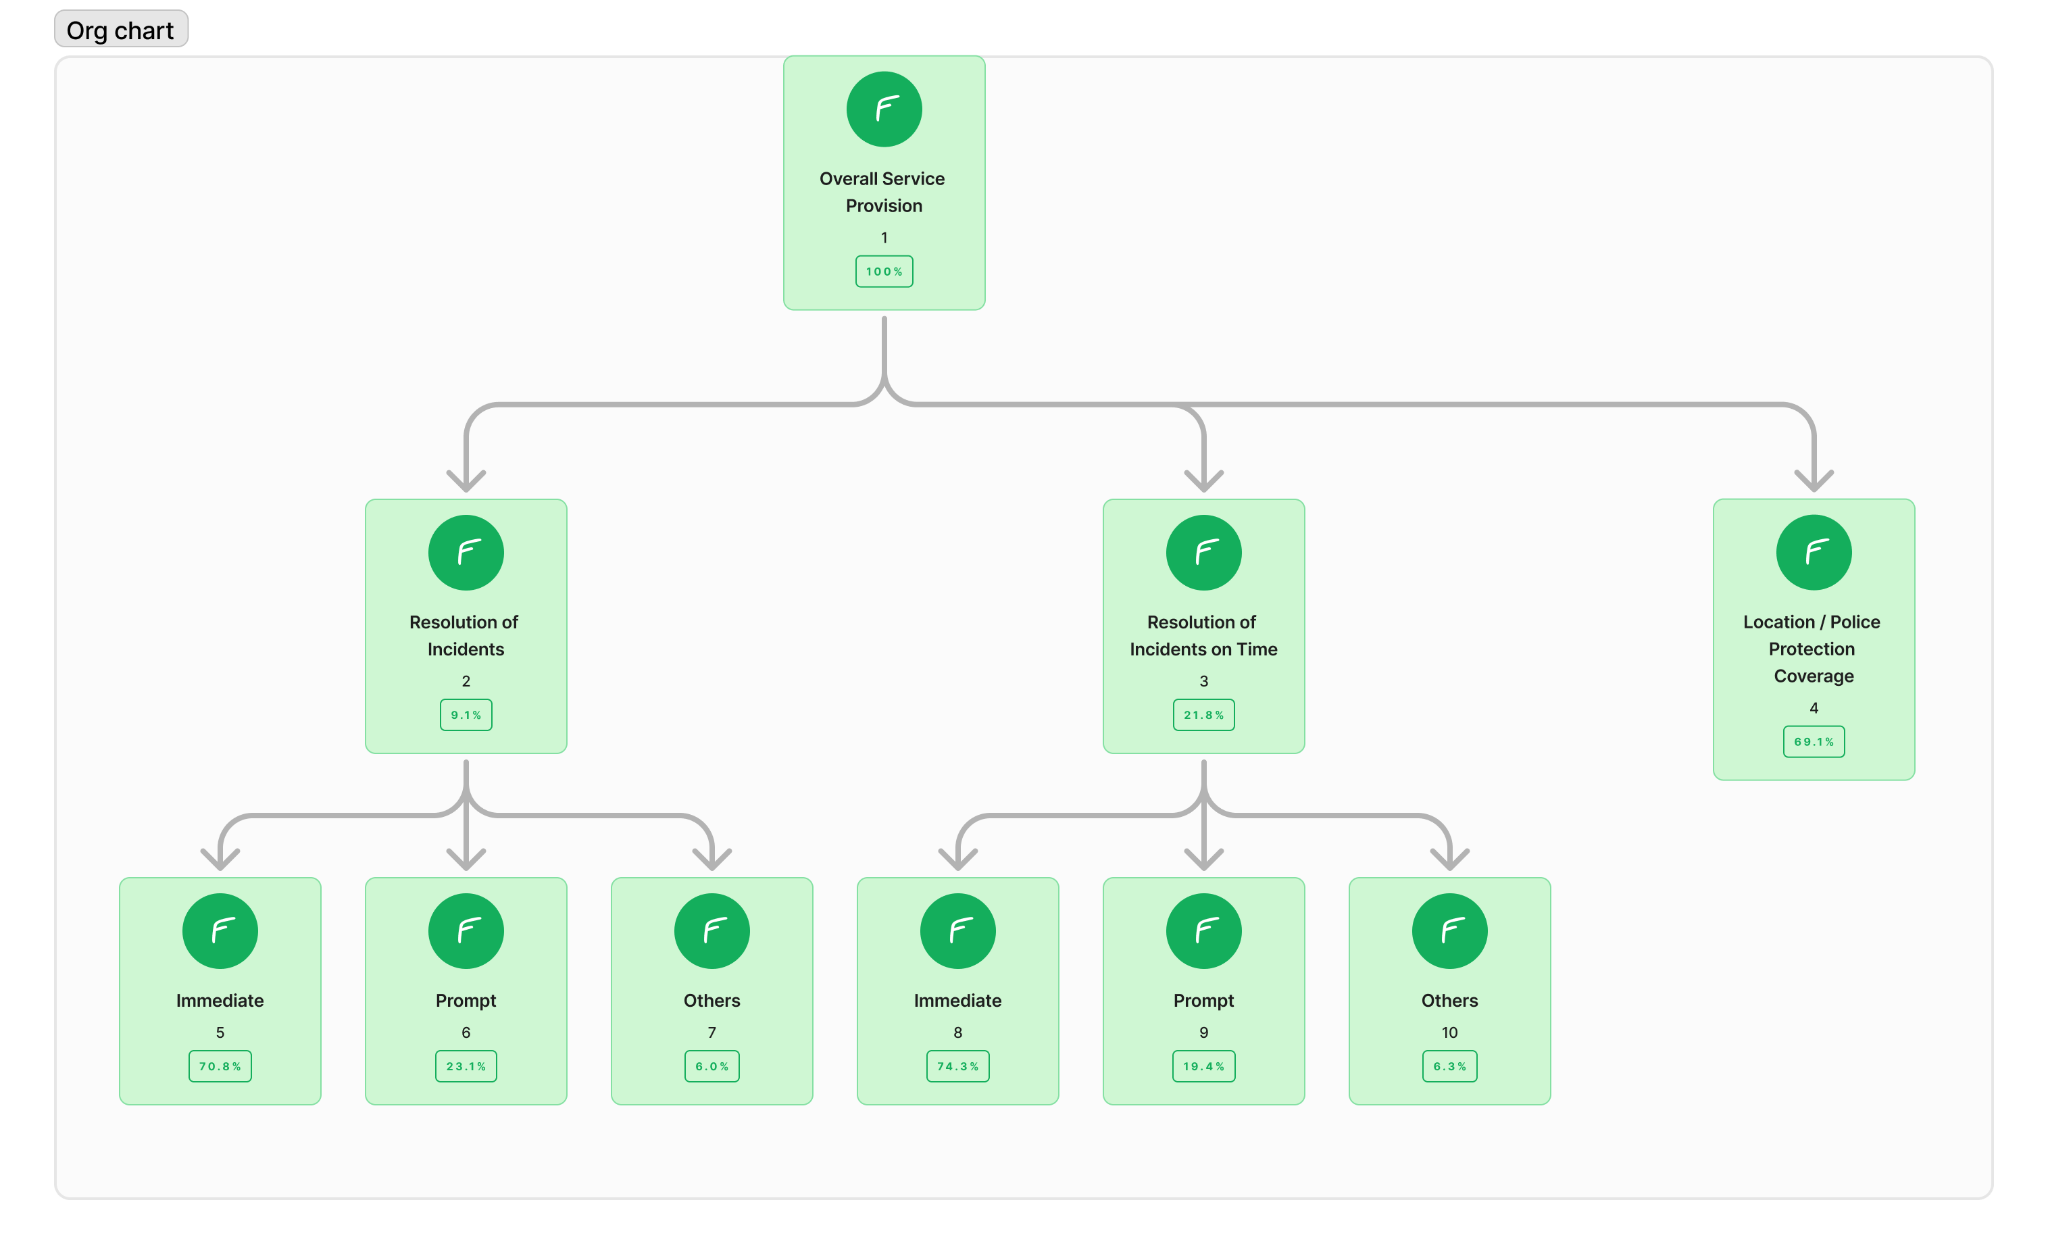 Org chart
F
Overall Service
Provision
1
100%
F
Resolution of
Incidents
2
9.1%
F
Resolution of
Incidents on Time
3
21.8%
F
Location / Police
Protection
Coverage
4
69.1%
F
Immediate
5
70.8%
F
Prompt
6
23.1%
F
Others
7
6.0%
F
Immediate
8
74.3%
F
Prompt
9
19.4%
F
Others
10
6.3%